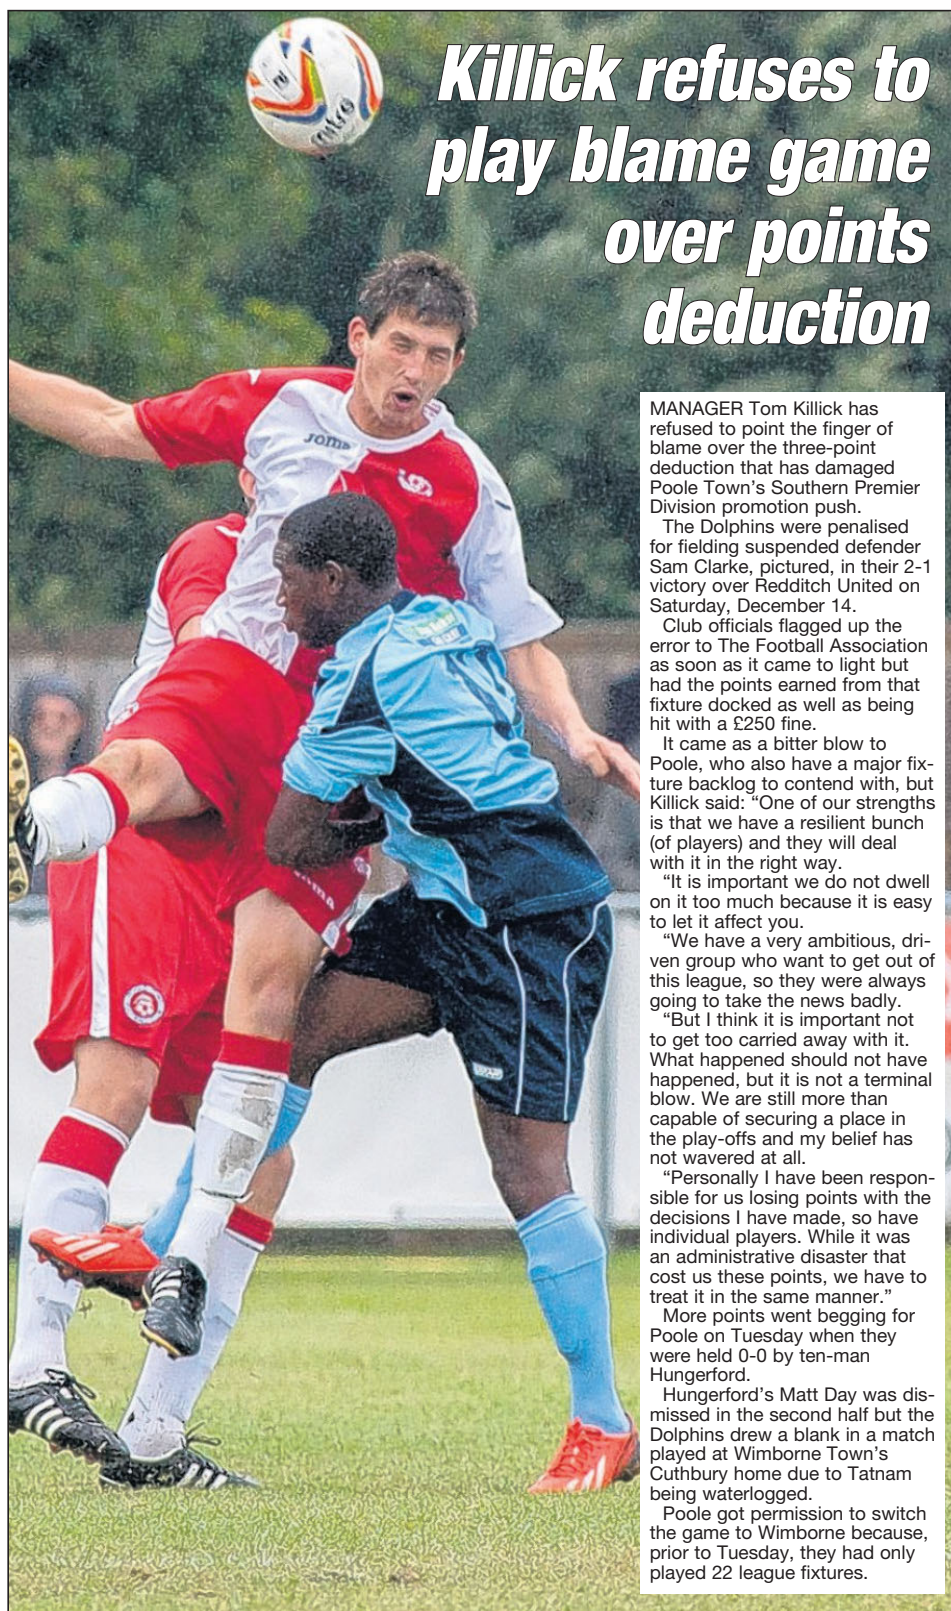 Killick refuses to
play blame game
over points
deduction
MANAGER Tom Killick has
refused to point the finger of
blame over the three-point
deduction that has damaged
Poole Town's Southern Premier
Division promotion push.
The Dolphins were penalised
for fielding suspended defender
Sam Clarke, pictured, in their 2-1
victory over Redditch United on
Saturday, December 14.
Club officials flagged up the
error to The Football Association
as soon as it came to light but
had the points earned from that
fixture docked as well as being
hit with a £250 fine.
It came as a bitter blow to
Poole, who also have a major fix-
ture backlog to contend with, but
Killick said: “One of our strengths
is that we have a resilient bunch
(of players) and they will deal
with it in the right way.
“It is important we do not dwell
on it too much because it is easy
to let it affect you.
“We have a very ambitious, dri-
ven group who want to get out of
this league, so they were always
going to take the news badly.
“But I think it is important not
to get too carried away with it.
What happened should not have
happened, but it is not a terminal
blow. We are still more than
capable of securing a place in
the play-offs and my belief has
not wavered at all.
“Personally I have been respon-
sible for us losing points with the
decisions I have made, so have
individual players. While it was
an administrative disaster that
cost us these points, we have to
treat it in the same manner.”
More points went begging for
Poole on Tuesday when they
were held 0-0 by ten-man
Hungerford.
Hungerford's Matt Day was dis-
missed in the second half but the
Dolphins drew a blank in a match
played at Wimborne Town's
Cuthbury home due to Tatnam
being waterlogged.
Poole got permission to switch
the game to Wimborne because,
prior to Tuesday, they had only
played 22 league fixtures.
mitre
Joma